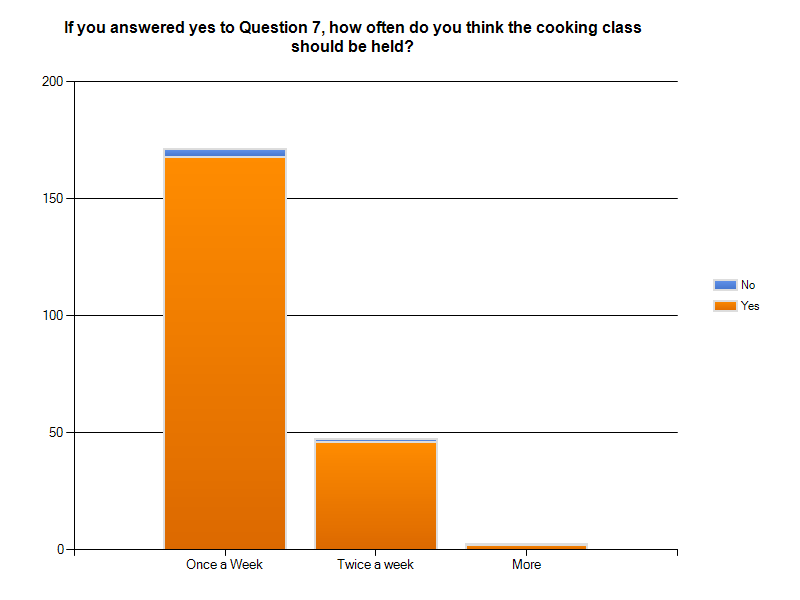 If you answered yes to Question 7, how often do you think the cooking class
should be held?
200
150
100
50
0
Once a Week
Twice a week
More
No
Yes